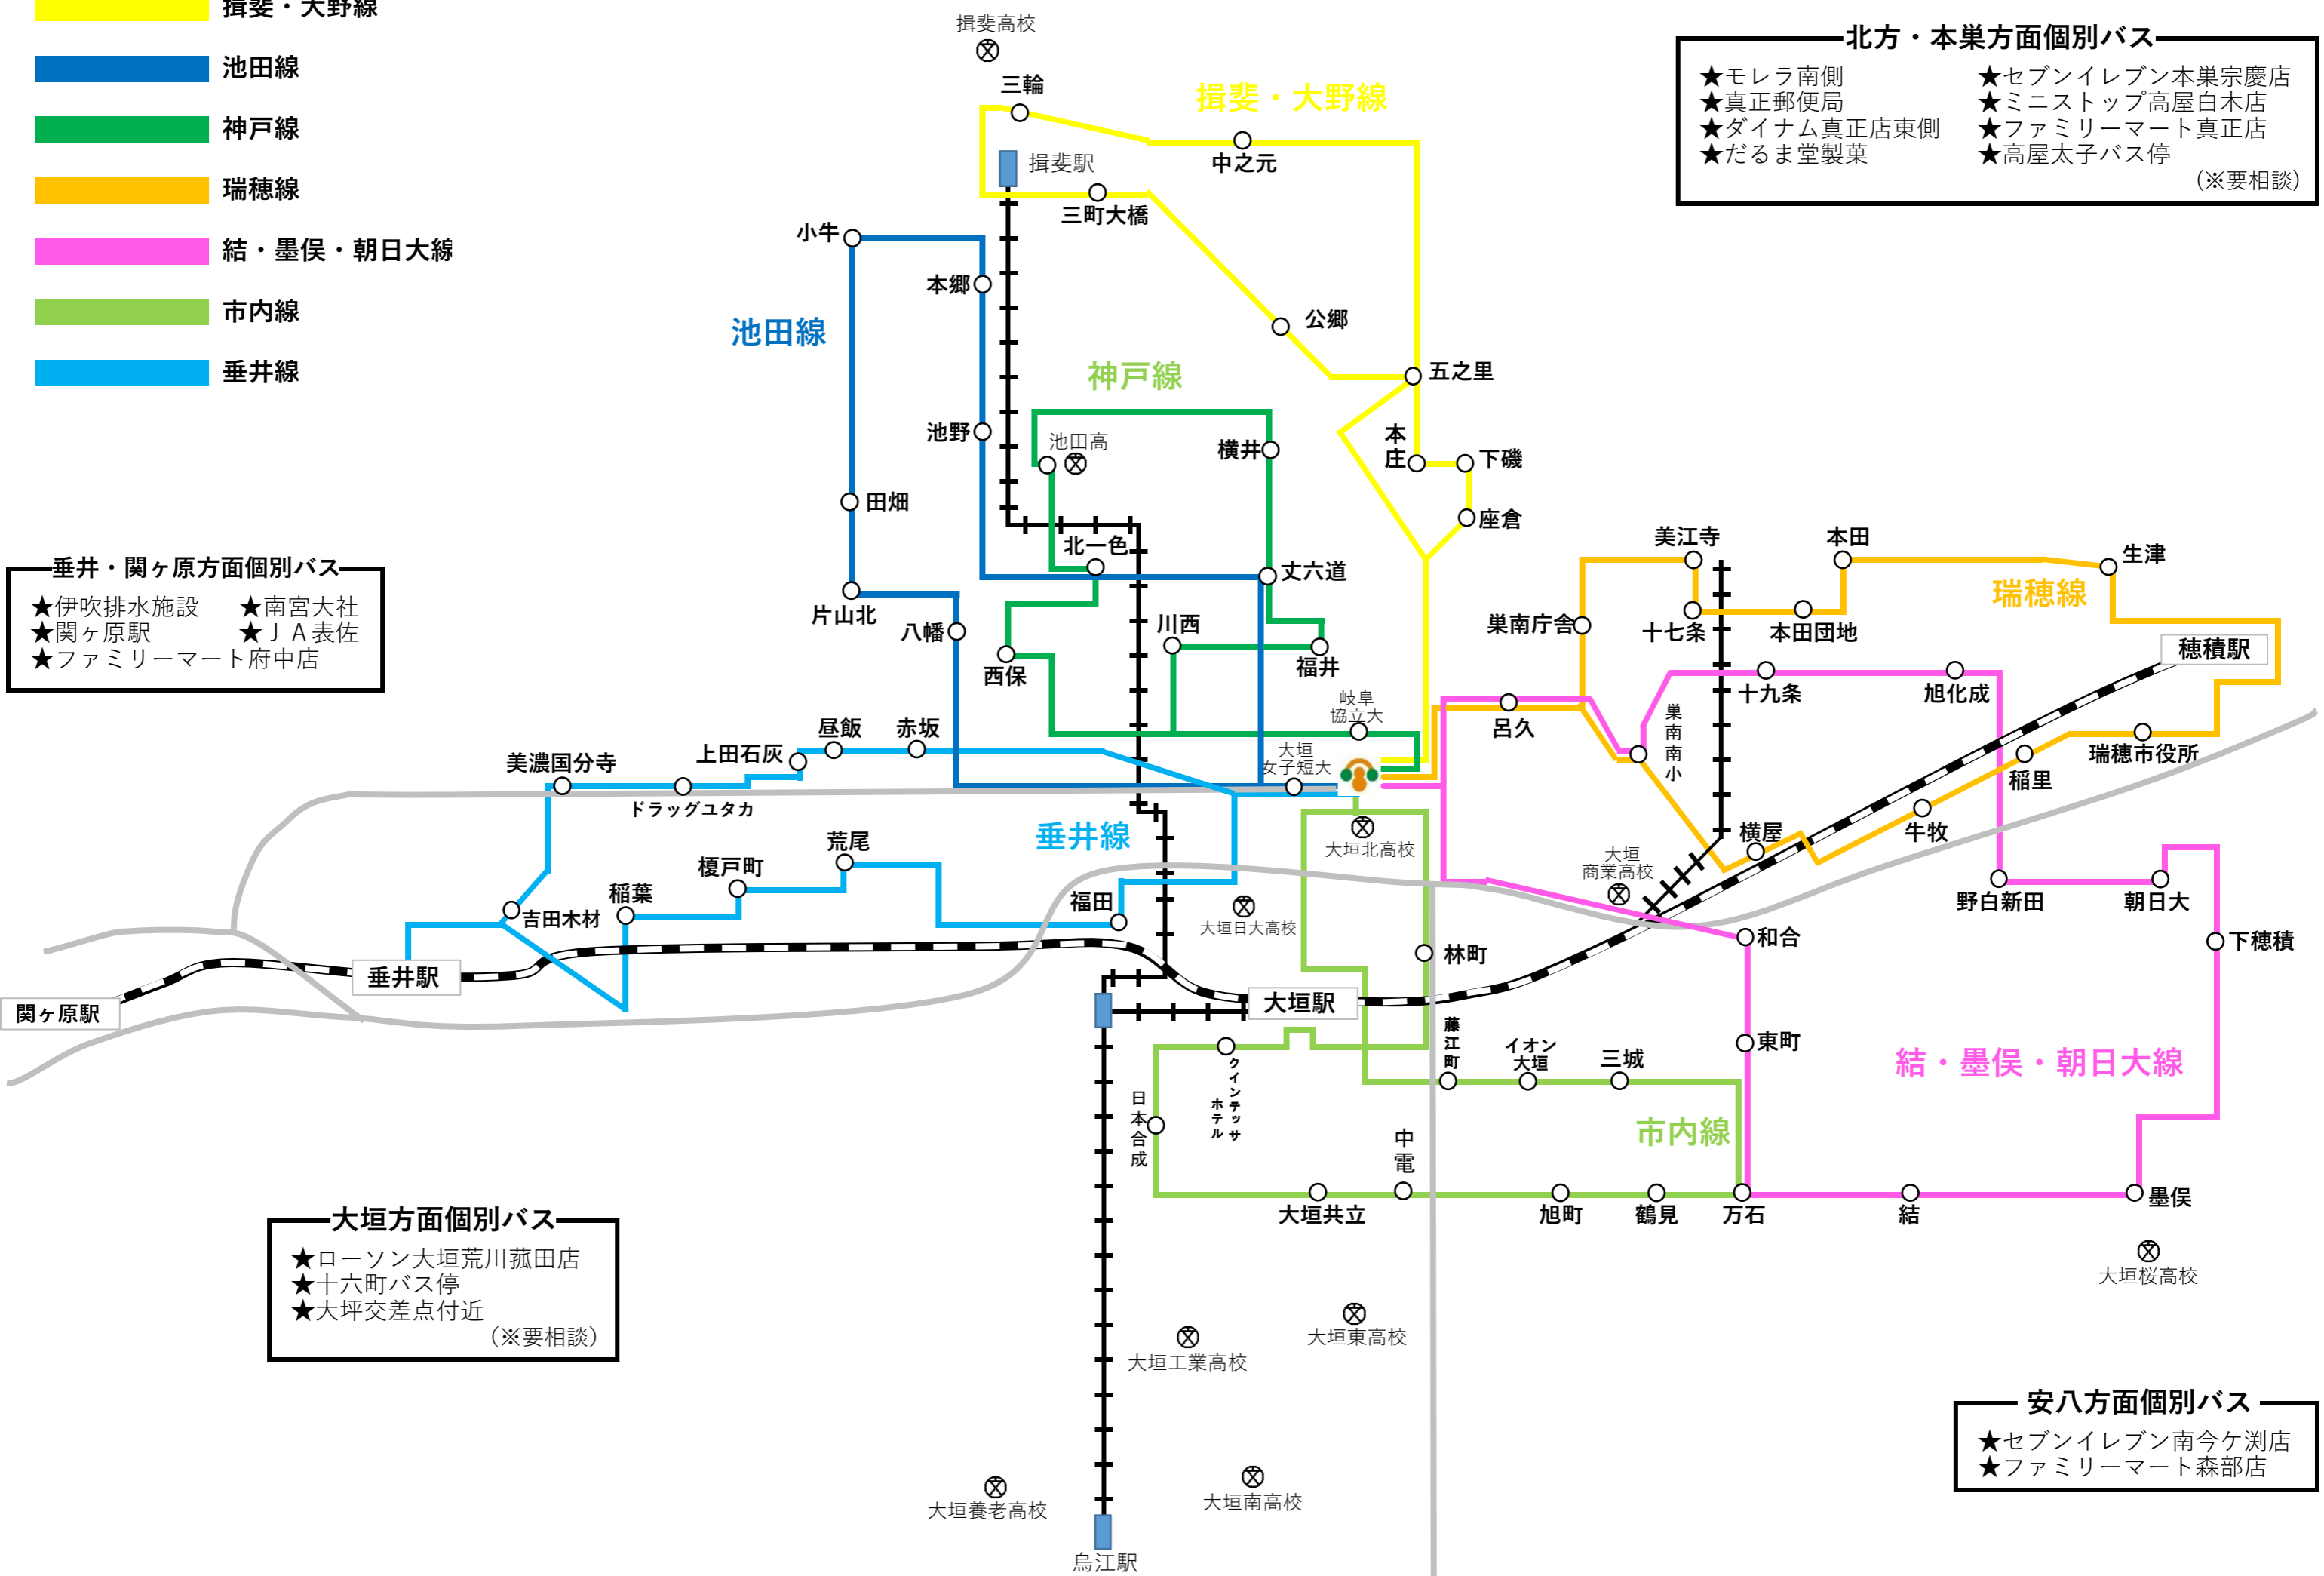 揖斐・大野線
池田線
神戸線
瑞穂線
結・墨俣・朝日大線
市内線
垂井線
北方・本巣方面個別バス
★モレラ南側
★セブンイレブン本巣宗慶店
★真正郵便局
★ミニストップ高屋白木店
★ダイナム真正店東側
★ファミリーマート真正店
★だるま堂製菓
★高屋太子バス停
(※要相談)
揖斐高校
三輪
揖斐・大野線
中之元
揖斐駅
三町大橋
小牛
本郷
公郷
池田線
神戸線
五之里
池野
池田高
横井
本庄
下磯
田畑
座倉
北一色
丈六道
美江寺
本田
生津
瑞穂線
片山北
八幡
川西
巣南庁舎
十七条
本田団地
西保
福井
穂積駅
十九条
旭化成
岐阜
協立大
呂久
巣南南小
瑞穂市役所
稲里
大垣
女子短大
垂井・関ヶ原方面個別バス
★伊吹排水施設
★南宮大社
★関ヶ原駅
★ＪＡ表佐
★ファミリーマート府中店
美濃国分寺
上田石灰
昼飯
赤坂
ドラッグユタカ
垂井線
荒尾
榎戸町
稲葉
吉田木材
福田
大垣北高校
大垣日大高校
大垣
商業高校
横屋
牛牧
野白新田
朝日大
下穂積
和合
林町
垂井駅
関ヶ原駅
大垣駅
藤江町
イオン
大垣
三城
東町
結・墨俣・朝日大線
クインテッサ
ホテル
日本合成
中電
市内線
大垣共立
旭町
鶴見
万石
結
墨俣
大垣桜高校
大垣方面個別バス
★ローソン大垣荒川菰田店
★十六町バス停
★大坪交差点付近
(※要相談)
大垣東高校
大垣工業高校
安八方面個別バス
★セブンイレブン南今ケ渕店
★ファミリーマート森部店
大垣養老高校
大垣南高校
烏江駅